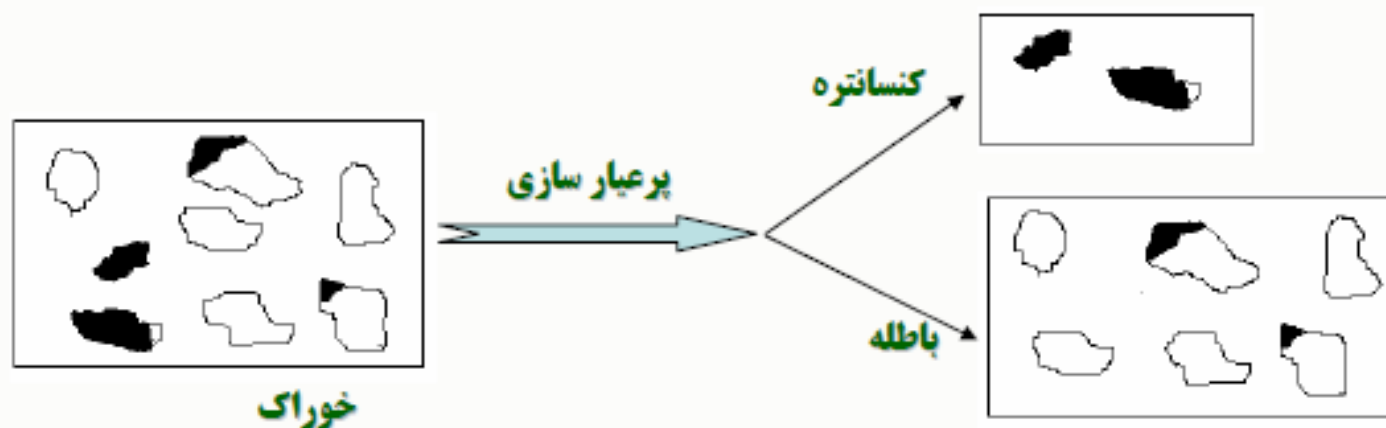 کنسانتره
پرعیار سازی
باطله
خوراک